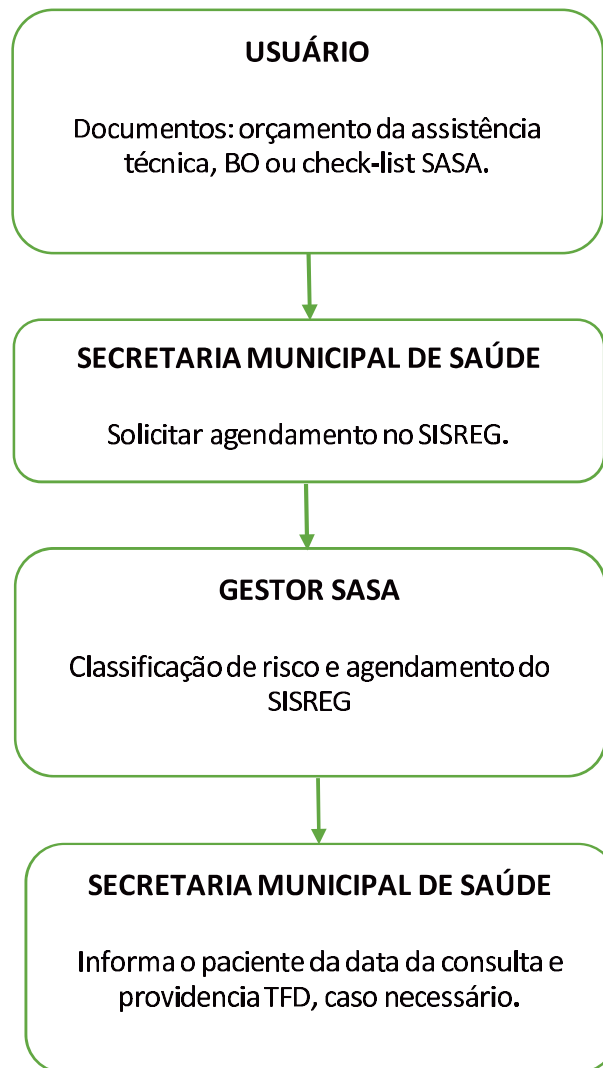 USUÁRIO
Documentos: orçamento da assistência
técnica, BO ou check-list SASA.
SECRETARIA MUNICIPAL DE SAÚDE
Solicitar agendamento no SISREG.
GESTOR SASA
Classificação de risco e agendamento do
SISREG
SECRETARIA MUNICIPAL DE SAÚDE
Informa o paciente da data da consulta e
providencia TFD, caso necessário.